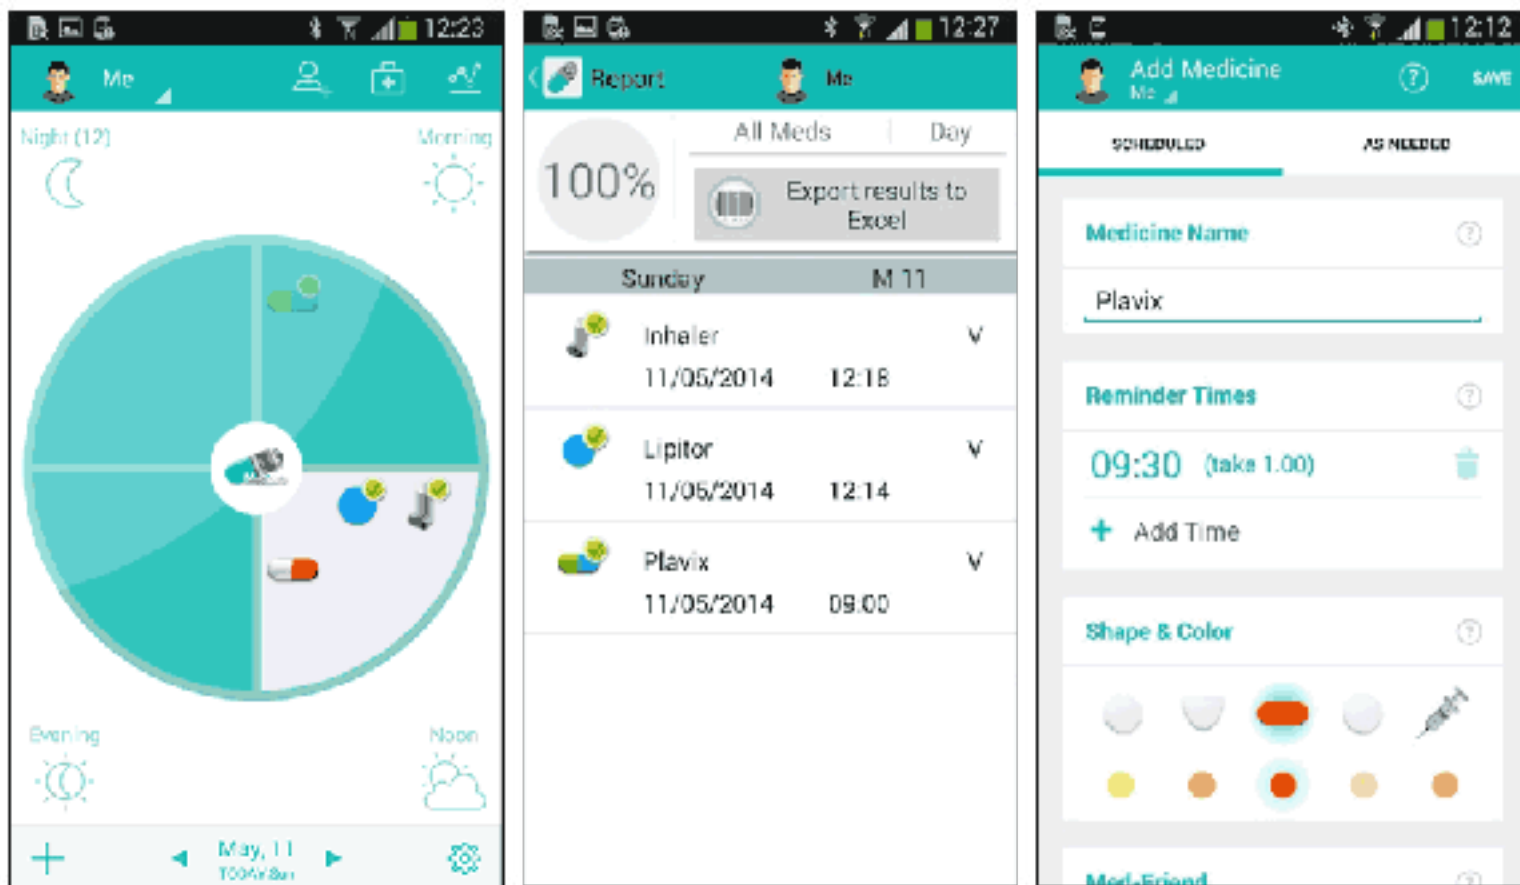 12:23
Me
Night (12)
Morning
Evening
Noon
May, 11
TODAY, Sun
12:27
Report
Me
100%
All Meds
Day
Export results to
Excel
Sunday
M 11
Inhaler
V
11/05/2014
12:18
Lipitor
V
11/05/2014
12:14
Plavix
V
11/05/2014
09:00
12:12
Add Medicine
Me
SAVE
SCHEDULED
AS NEEDED
Medicine Name
?
Plavix
Reminder Times
?
09:30 (take 1.00)
+ Add Time
Shape & Color
?
Med-Friend